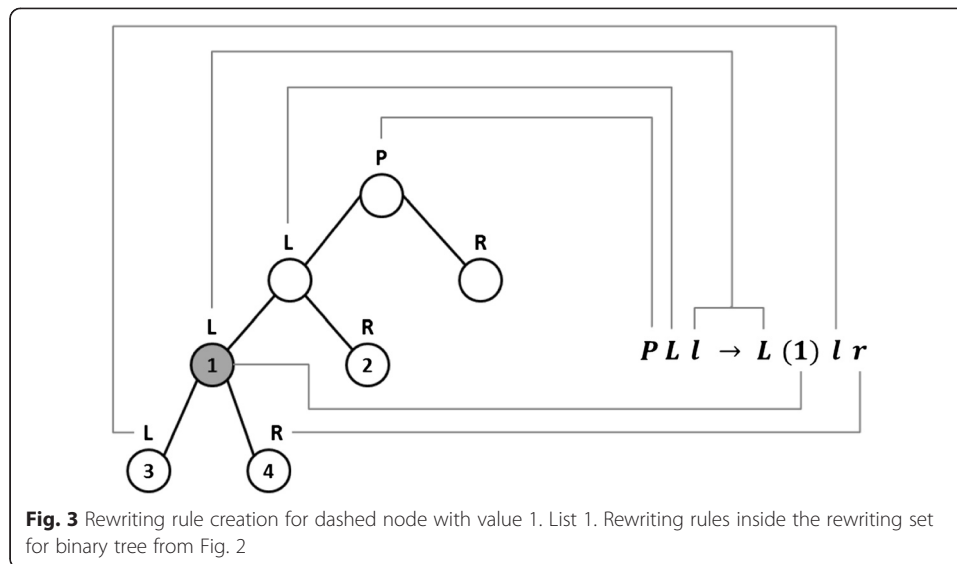 P
L R
L R
P L l → L (1) l r
1 2
L R
3 4
Fig. 3 Rewriting rule creation for dashed node with value 1. List 1. Rewriting rules inside the rewriting set
for binary tree from Fig. 2